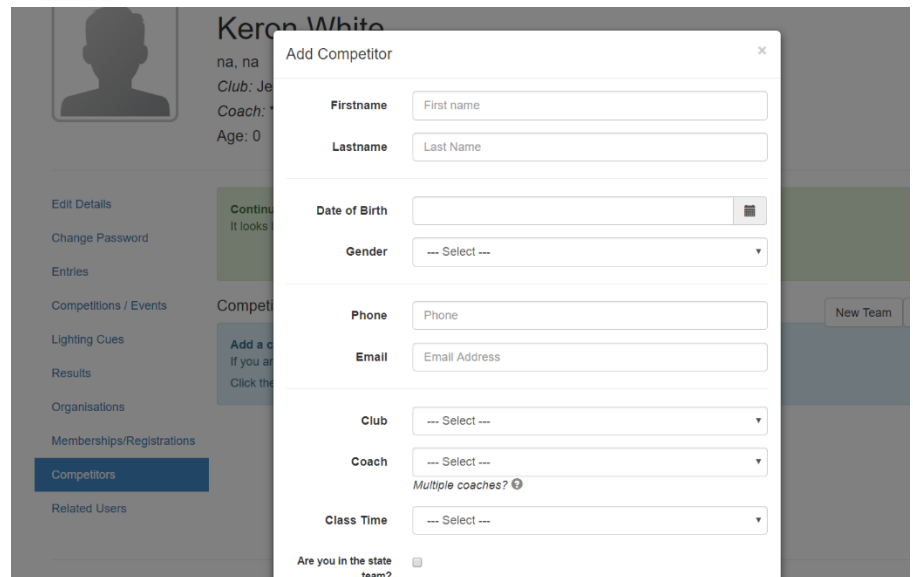 Keron White
na, na
Add Competitor
×
Club: Je
Coach:
Age: 0
Firstname
First name
Lastname
Last Name
Date of Birth
Gender
--- Select ---
Phone
Phone
Email
Email Address
Club
--- Select ---
Coach
--- Select ---
Multiple coaches?
Class Time
--- Select ---
Are you in the state
team?
Edit Details
Change Password
Entries
Competitions / Events
Lighting Cues
Results
Organisations
Memberships/Registrations
Competitors
Related Users
Continu
It looks
Competi
New Team
Add a c
If you ar
Click the